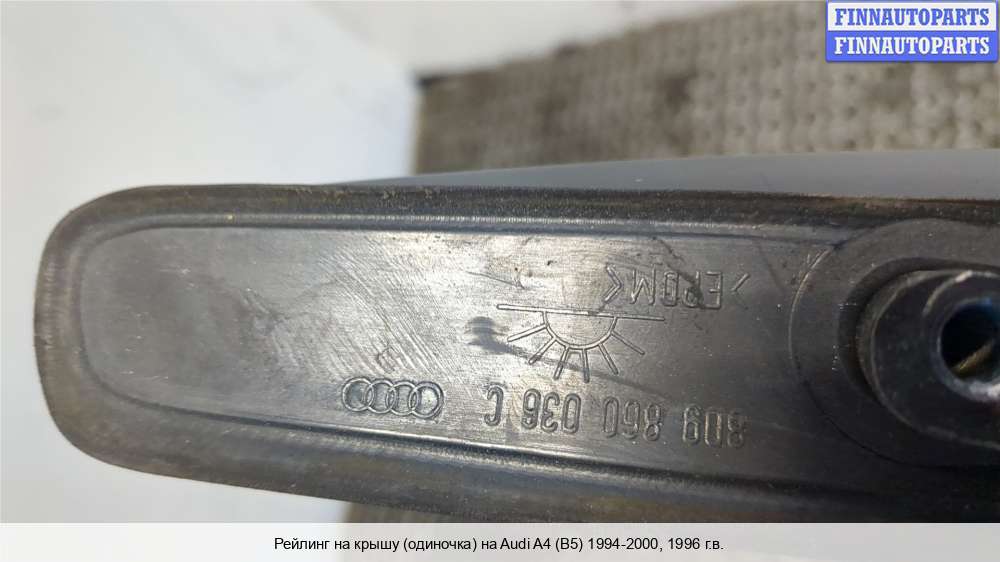 FINNAUTOPARTS
FINNAUTOPARTS
>EPDM<
8D9 860 036 C
Рейлинг на крышу (одиночка) на Audi A4 (B5) 1994-2000, 1996 г.в.